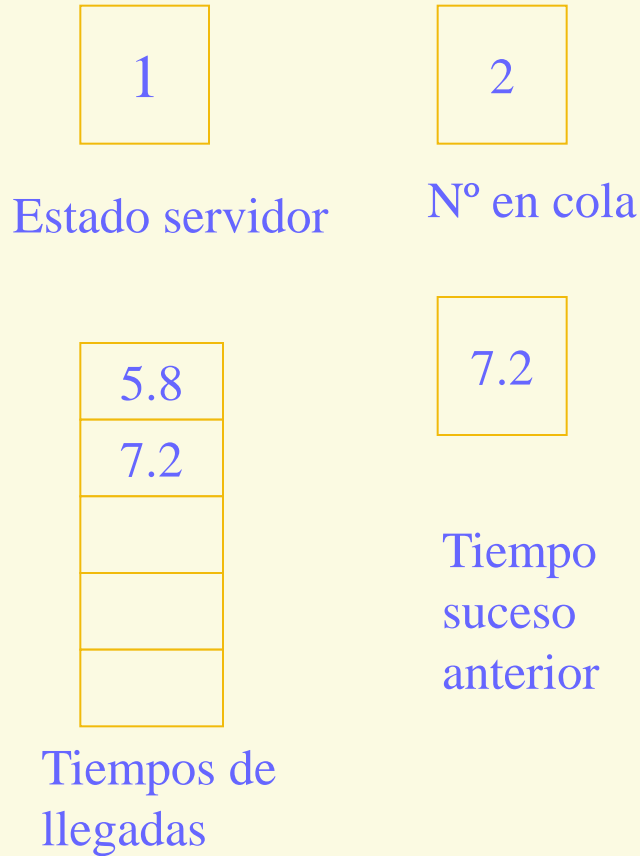 1
2
Estado servidor
Nº en cola
5.8
7.2
7.2
Tiempo
suceso
anterior
Tiempos de
llegadas